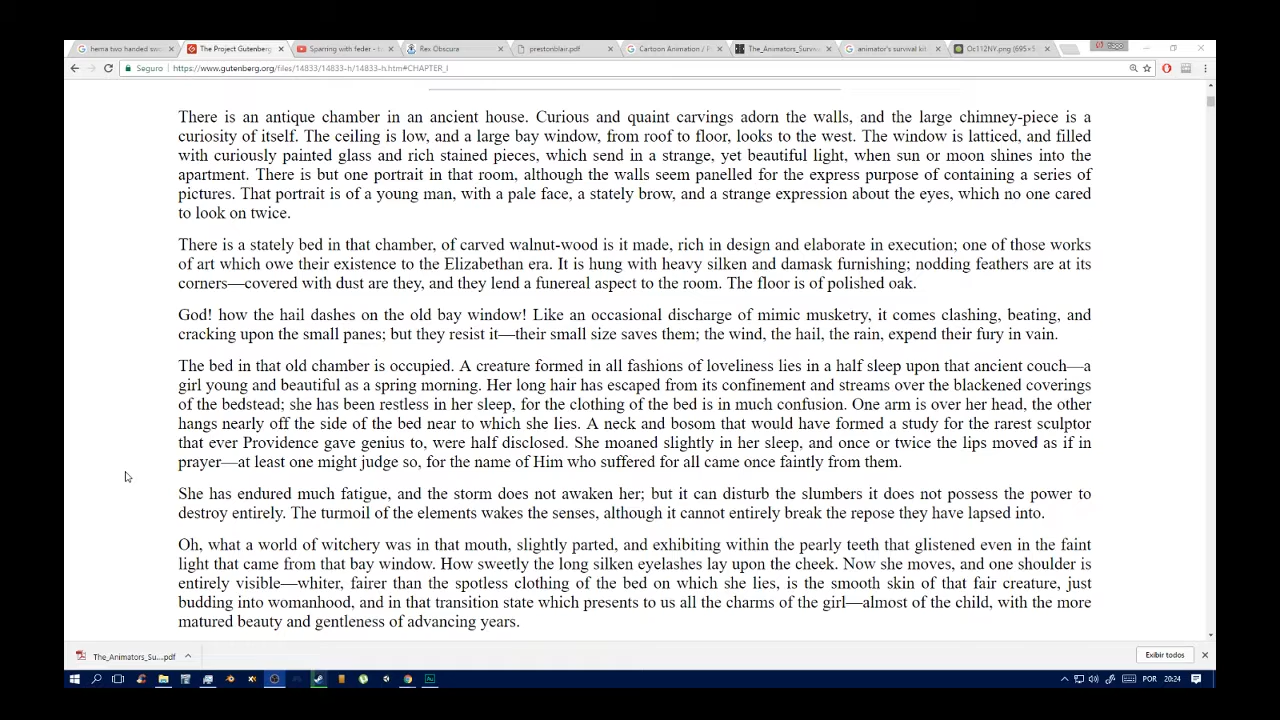 hema two handed swo
The Project Gutenberg
Sparring with feder - to
Rex Obscura
prestonblair.pdf
Cartoon Animation / Pr
The_Animators_Surviv
animator's survival kit
Oc112NY.png (695×5
Tiago
Seguro
https://www.gutenberg.org/files/14833/14833-h/14833-h.htm#CHAPTER_I
There is an antique chamber in an ancient house. Curious and quaint carvings adorn the walls, and the large chimney-piece is a
curiosity of itself. The ceiling is low, and a large bay window, from roof to floor, looks to the west. The window is latticed, and filled
with curiously painted glass and rich stained pieces, which send in a strange, yet beautiful light, when sun or moon shines into the
apartment. There is but one portrait in that room, although the walls seem panelled for the express purpose of containing a series of
pictures. That portrait is of a young man, with a pale face, a stately brow, and a strange expression about the eyes, which no one cared
to look on twice.
There is a stately bed in that chamber, of carved walnut-wood is it made, rich in design and elaborate in execution; one of those works
of art which owe their existence to the Elizabethan era. It is hung with heavy silken and damask furnishing; nodding feathers are at its
corners—covered with dust are they, and they lend a funereal aspect to the room. The floor is of polished oak.
God! how the hail dashes on the old bay window! Like an occasional discharge of mimic musketry, it comes clashing, beating, and
cracking upon the small panes; but they resist it—their small size saves them; the wind, the hail, the rain, expend their fury in vain.
The bed in that old chamber is occupied. A creature formed in all fashions of loveliness lies in a half sleep upon that ancient couch—a
girl young and beautiful as a spring morning. Her long hair has escaped from its confinement and streams over the blackened coverings
of the bedstead; she has been restless in her sleep, for the clothing of the bed is in much confusion. One arm is over her head, the other
hangs nearly off the side of the bed near to which she lies. A neck and bosom that would have formed a study for the rarest sculptor
that ever Providence gave genius to, were half disclosed. She moaned slightly in her sleep, and once or twice the lips moved as if in
prayer—at least one might judge so, for the name of Him who suffered for all came once faintly from them.
She has endured much fatigue, and the storm does not awaken her; but it can disturb the slumbers it does not possess the power to
destroy entirely. The turmoil of the elements wakes the senses, although it cannot entirely break the repose they have lapsed into.
Oh, what a world of witchery was in that mouth, slightly parted, and exhibiting within the pearly teeth that glistened even in the faint
light that came from that bay window. How sweetly the long silken eyelashes lay upon the cheek. Now she moves, and one shoulder is
entirely visible—whiter, fairer than the spotless clothing of the bed on which she lies, is the smooth skin of that fair creature, just
budding into womanhood, and in that transition state which presents to us all the charms of the girl—almost of the child, with the more
matured beauty and gentleness of advancing years.
The_Animators_Su....pdf
Exibir todos
POR
20:24